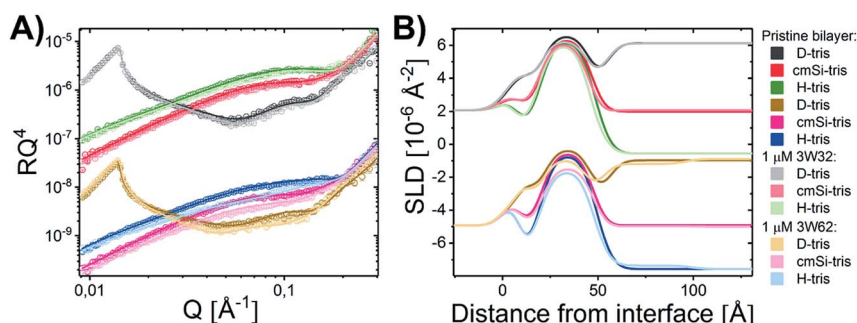 A)
10⁻⁵
10⁻⁶
10⁻⁷
10⁻⁸
10⁻⁹
RQ⁴
0,01
0,1
Q [Å⁻¹]
B)
6
4
2
0
-2
-4
-6
SLD [10⁻⁶ Å⁻²]
0
50
100
Distance from interface [Å]
Pristine bilayer:
D-tris
cmSi-tris
H-tris
D-tris
cmSi-tris
H-tris
1 μM 3W32:
D-tris
cmSi-tris
H-tris
1 μM 3W62:
D-tris
cmSi-tris
H-tris